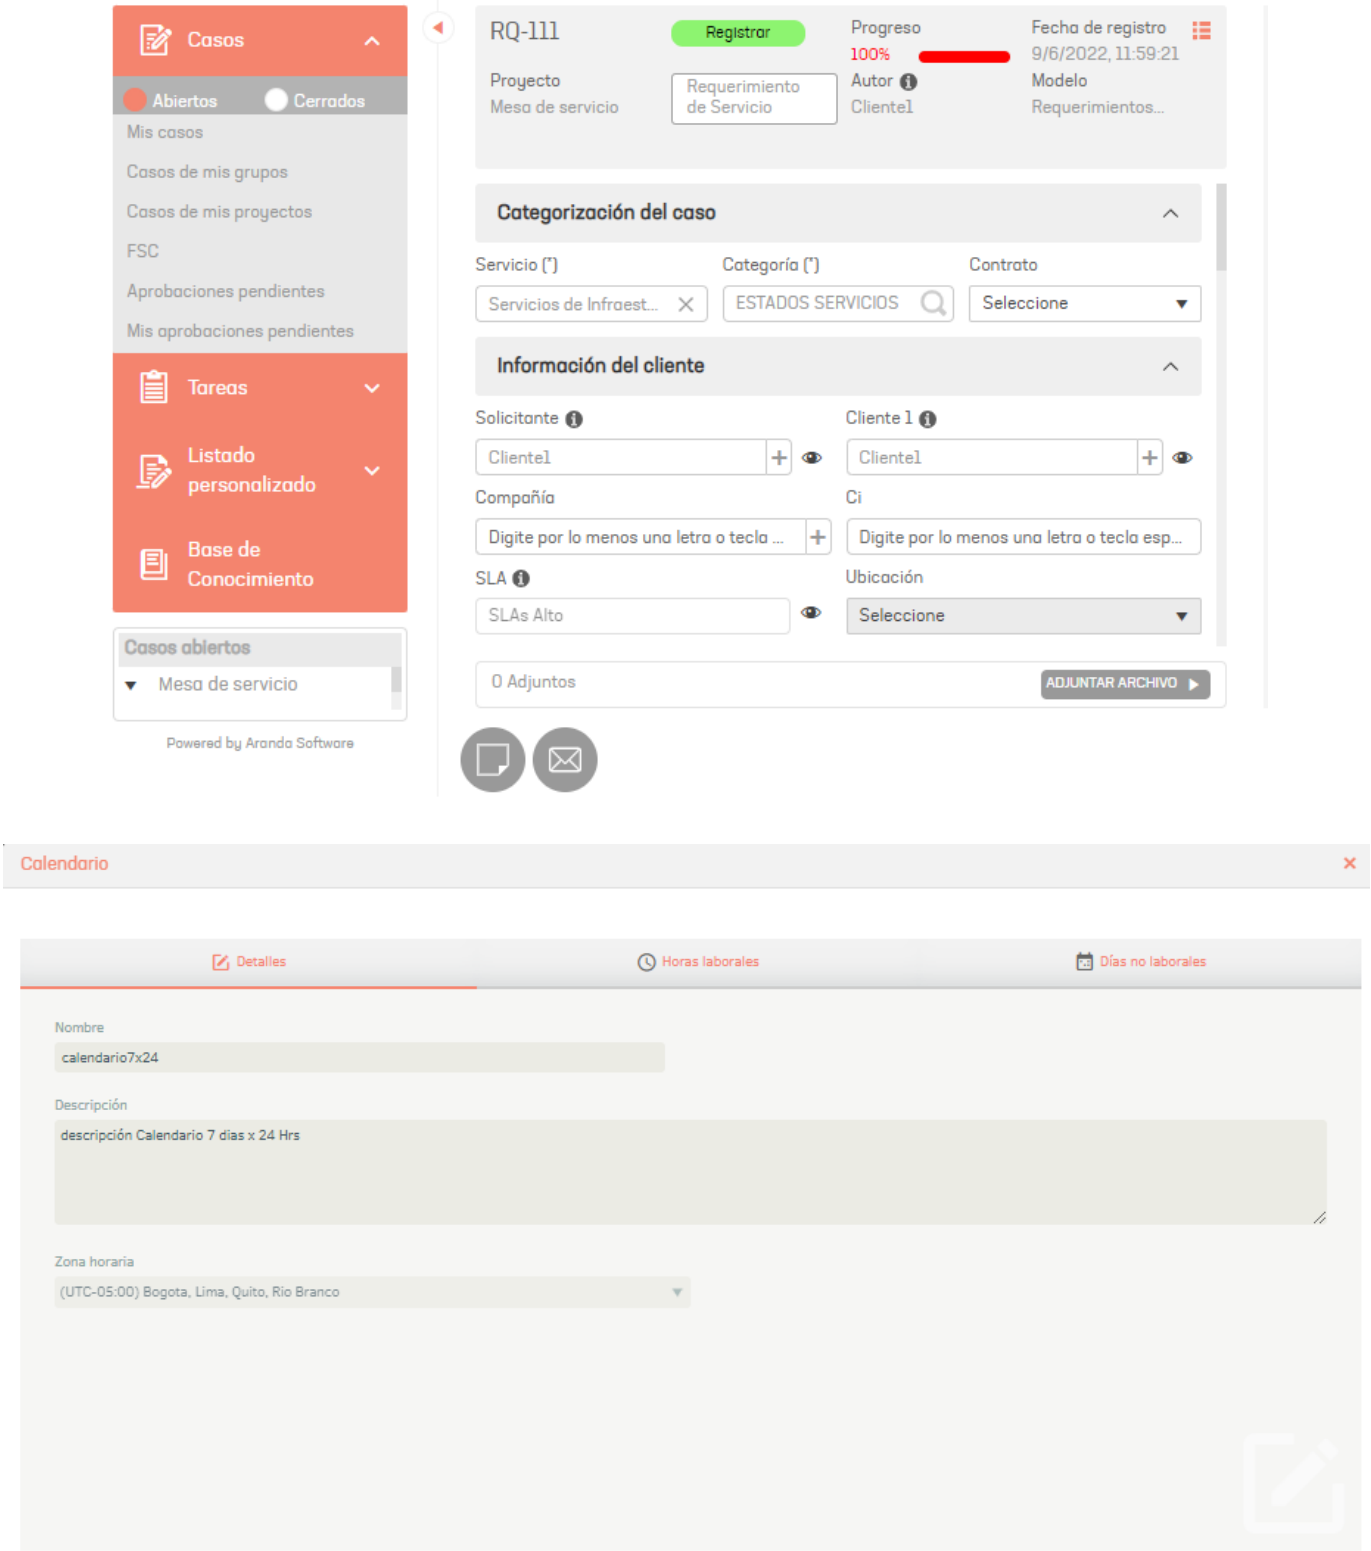 Casos
Abiertos
Cerrados
Mis casos
Casos de mis grupos
Casos de mis proyectos
FSC
Aprobaciones pendientes
Mis aprobaciones pendientes
Tareas
Listado
personalizado
Base de
Conocimiento
Casos abiertos
Mesa de servicio
Powered by Aranda Software
RQ-111
Registrar
Progreso
100%
Fecha de registro
9/6/2022, 11:59:21
Proyecto
Mesa de servicio
Requerimiento
de Servicio
Autor
Cliente1
Modelo
Requerimientos...
Categorización del caso
Servicio (*)
Categoría (*)
Contrato
Servicios de Infraest...
ESTADOS SERVICIOS
Seleccione
Información del cliente
Solicitante
Cliente 1
Cliente1
Cliente1
Compañía
Ci
Digite por lo menos una letra o tecla ...
Digite por lo menos una letra o tecla esp...
SLA
Ubicación
SLAs Alto
Seleccione
0 Adjuntos
ADJUNTAR ARCHIVO
Calendario
Detalles
Horas laborales
Días no laborales
Nombre
calendario7x24
Descripción
descripción Calendario 7 dias x 24 Hrs
Zona horaria
(UTC-05:00) Bogota, Lima, Quito, Rio Branco